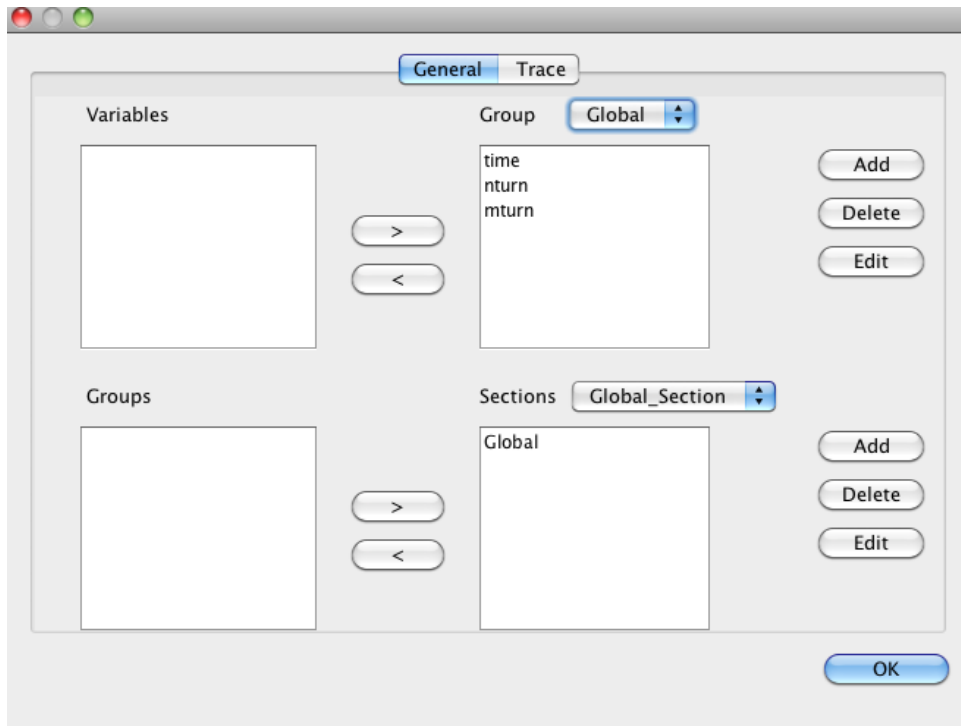 General Trace
Variables Group Global
time
nturn
mturn
Add
Delete
Edit
>
<
Groups Sections Global_Section
Global
Add
Delete
Edit
>
<
OK